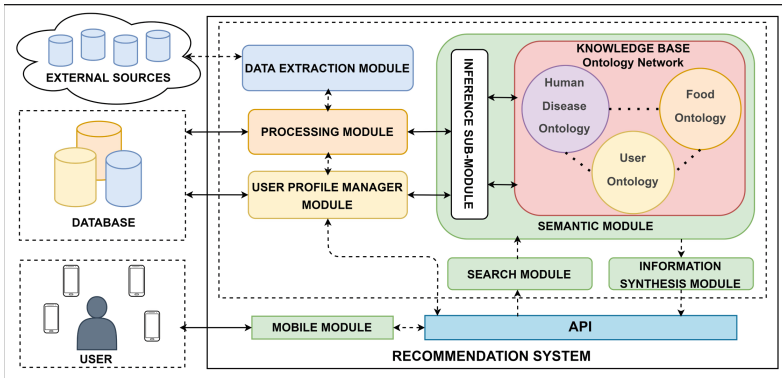 EXTERNAL SOURCES
DATABASE
USER
DATA EXTRACTION MODULE
PROCESSING MODULE
USER PROFILE MANAGER
MODULE
MOBILE MODULE
INFERENCE SUB-MODULE
KNOWLEDGE BASE
Ontology Network
Human
Disease
Ontology
Food
Ontology
User
Ontology
SEMANTIC MODULE
SEARCH MODULE
INFORMATION
SYNTHESIS MODULE
API
RECOMMENDATION SYSTEM